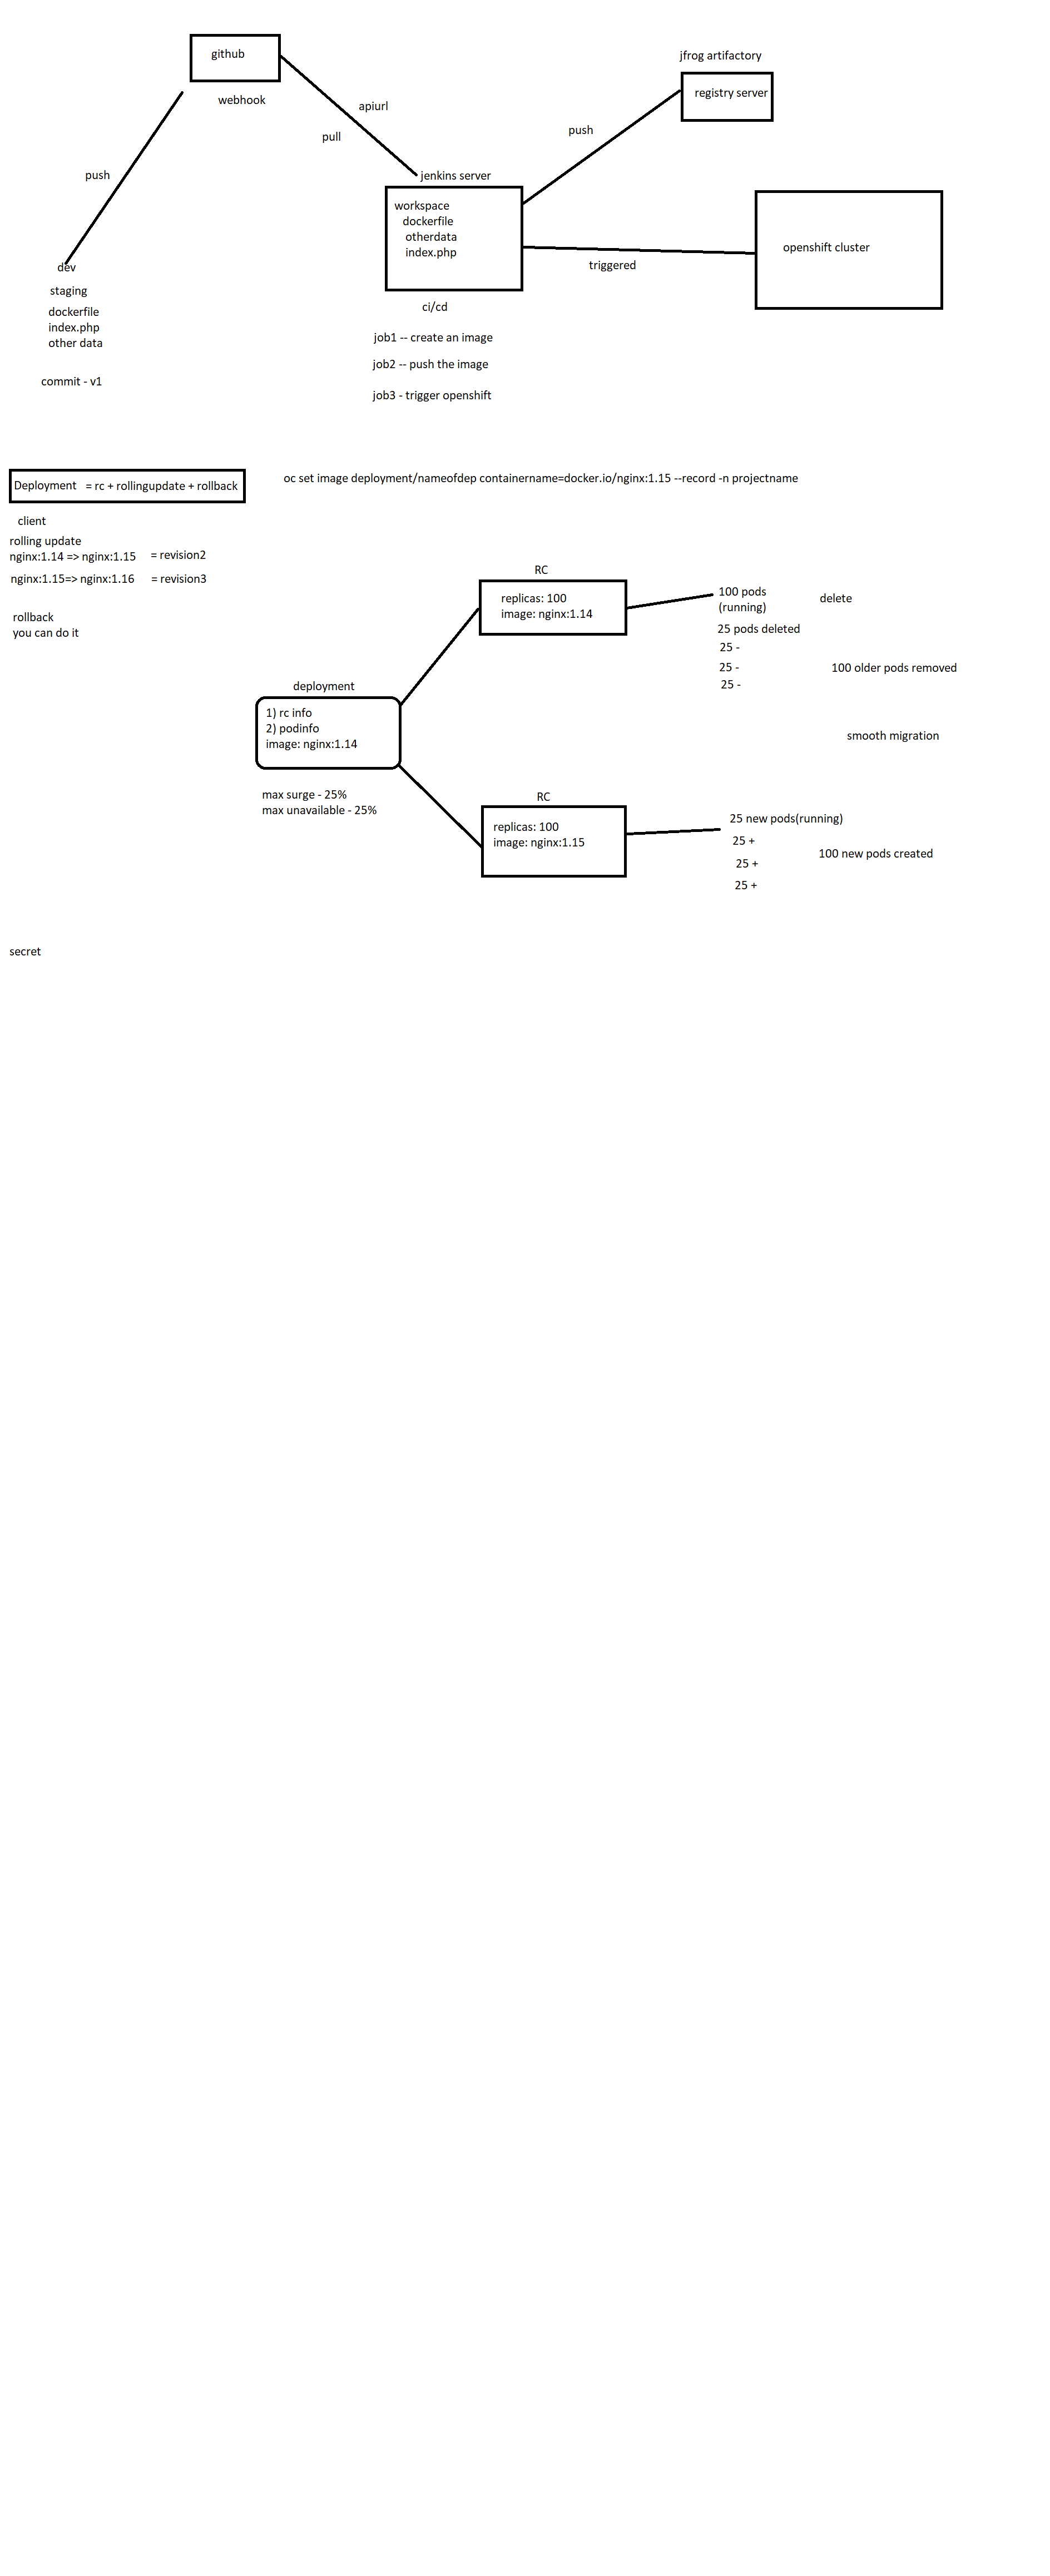 github
webhook
push
apiurl
pull
jfrog artifactory
registry server
push
jenkins server
workspace
dockerfile
otherdata
index.php
openshift cluster
triggered
dev
staging
dockerfile
index.php
other data
commit - v1
ci/cd
job1 -- create an image
job2 -- push the image
job3 - trigger openshift
Deployment = rc + rollingupdate + rollback
oc set image deployment/nameofdep containername=docker.io/nginx:1.15 --record -n projectname
client
rolling update
nginx:1.14 => nginx:1.15 = revision2
nginx:1.15=> nginx:1.16 = revision3
rollback
you can do it
RC
replicas: 100
image: nginx:1.14
100 pods
(running)
delete
25 pods deleted
25 -
25 -
25 -
100 older pods removed
smooth migration
deployment
1) rc info
2) podinfo
image: nginx:1.14
max surge - 25%
max unavailable - 25%
RC
replicas: 100
image: nginx:1.15
25 new pods(running)
25 +
25 +
25 +
100 new pods created
secret